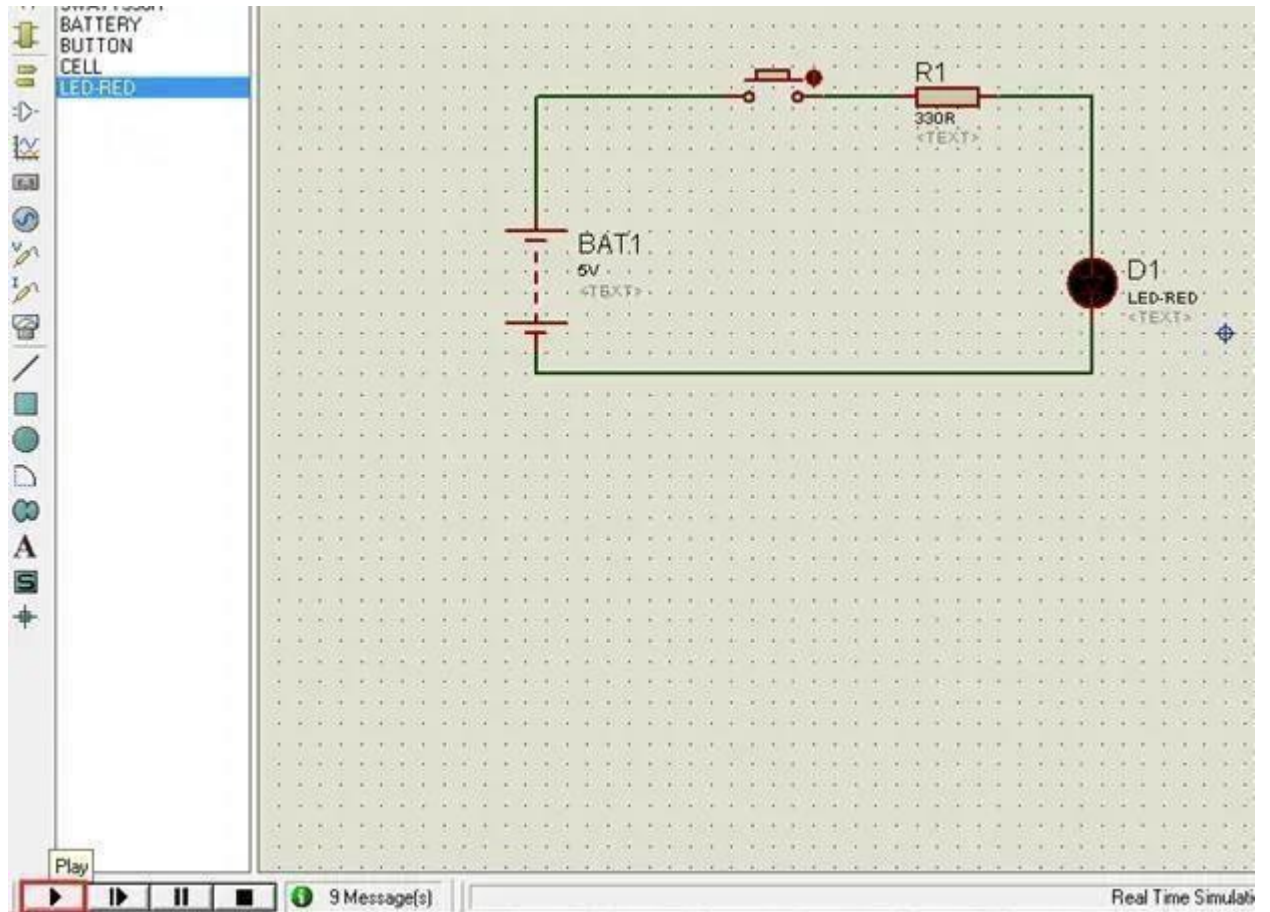 BATTERY
BUTTON
CELL
LED-RED
R1
330R
<TEXT>
BAT1
5V
<TEXT>
D1
LED-RED
<TEXT>
A
S
Play
9 Message(s)
Real Time Simulati